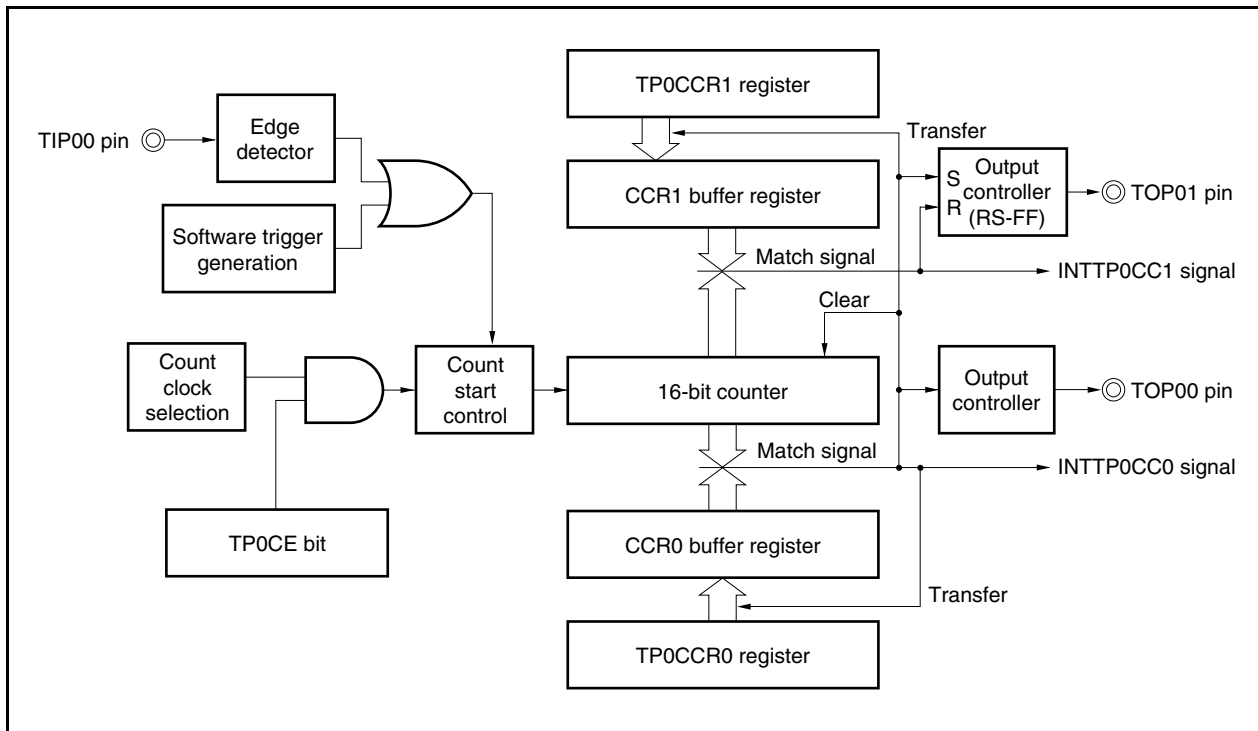 TP0CCR1 register
TIP00 pin
Edge
detector
Transfer
CCR1 buffer register
S
R
Output
controller
(RS-FF)
TOP01 pin
Software trigger
generation
Match signal
INTTP0CC1 signal
Clear
Count
clock
selection
Count
start
control
16-bit counter
Output
controller
TOP00 pin
Match signal
INTTP0CC0 signal
TP0CE bit
CCR0 buffer register
Transfer
TP0CCR0 register